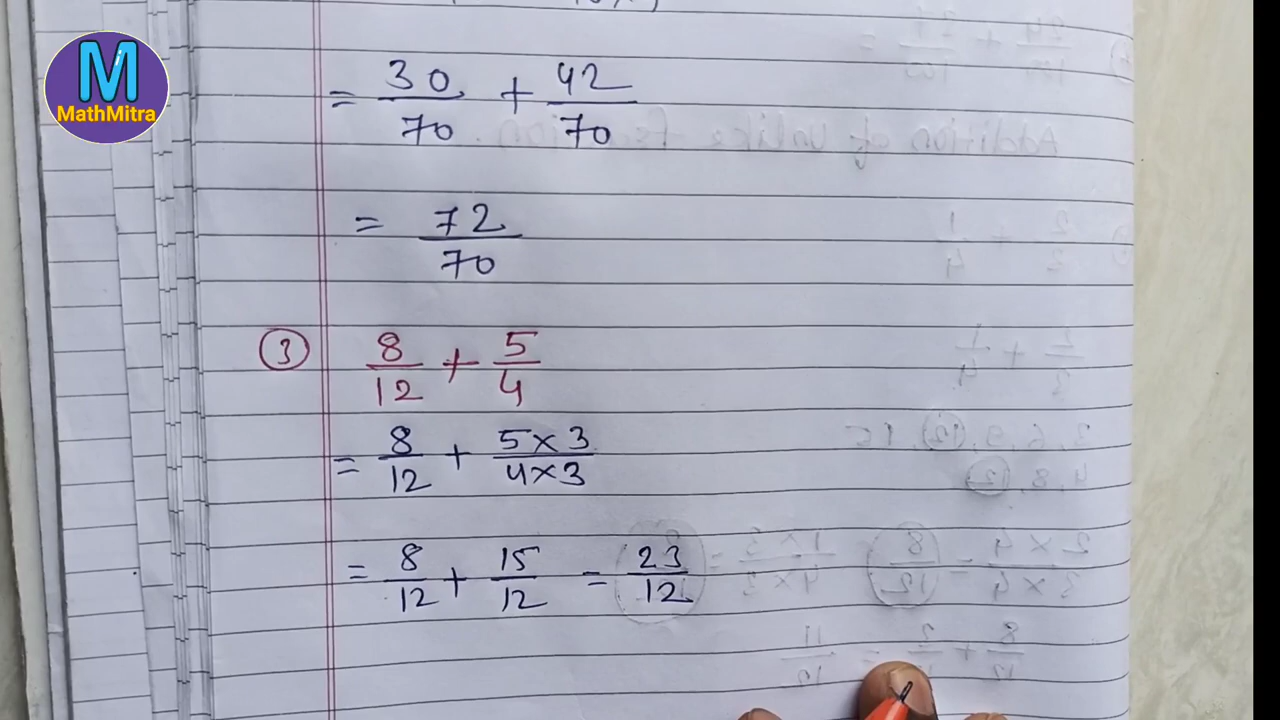 M
MathMitra
= 30/70 + 42/70
= 72/70
③ 8/12 + 5/4
= 8/12 + 5×3/4×3
= 8/12 + 15/12 = 23/12